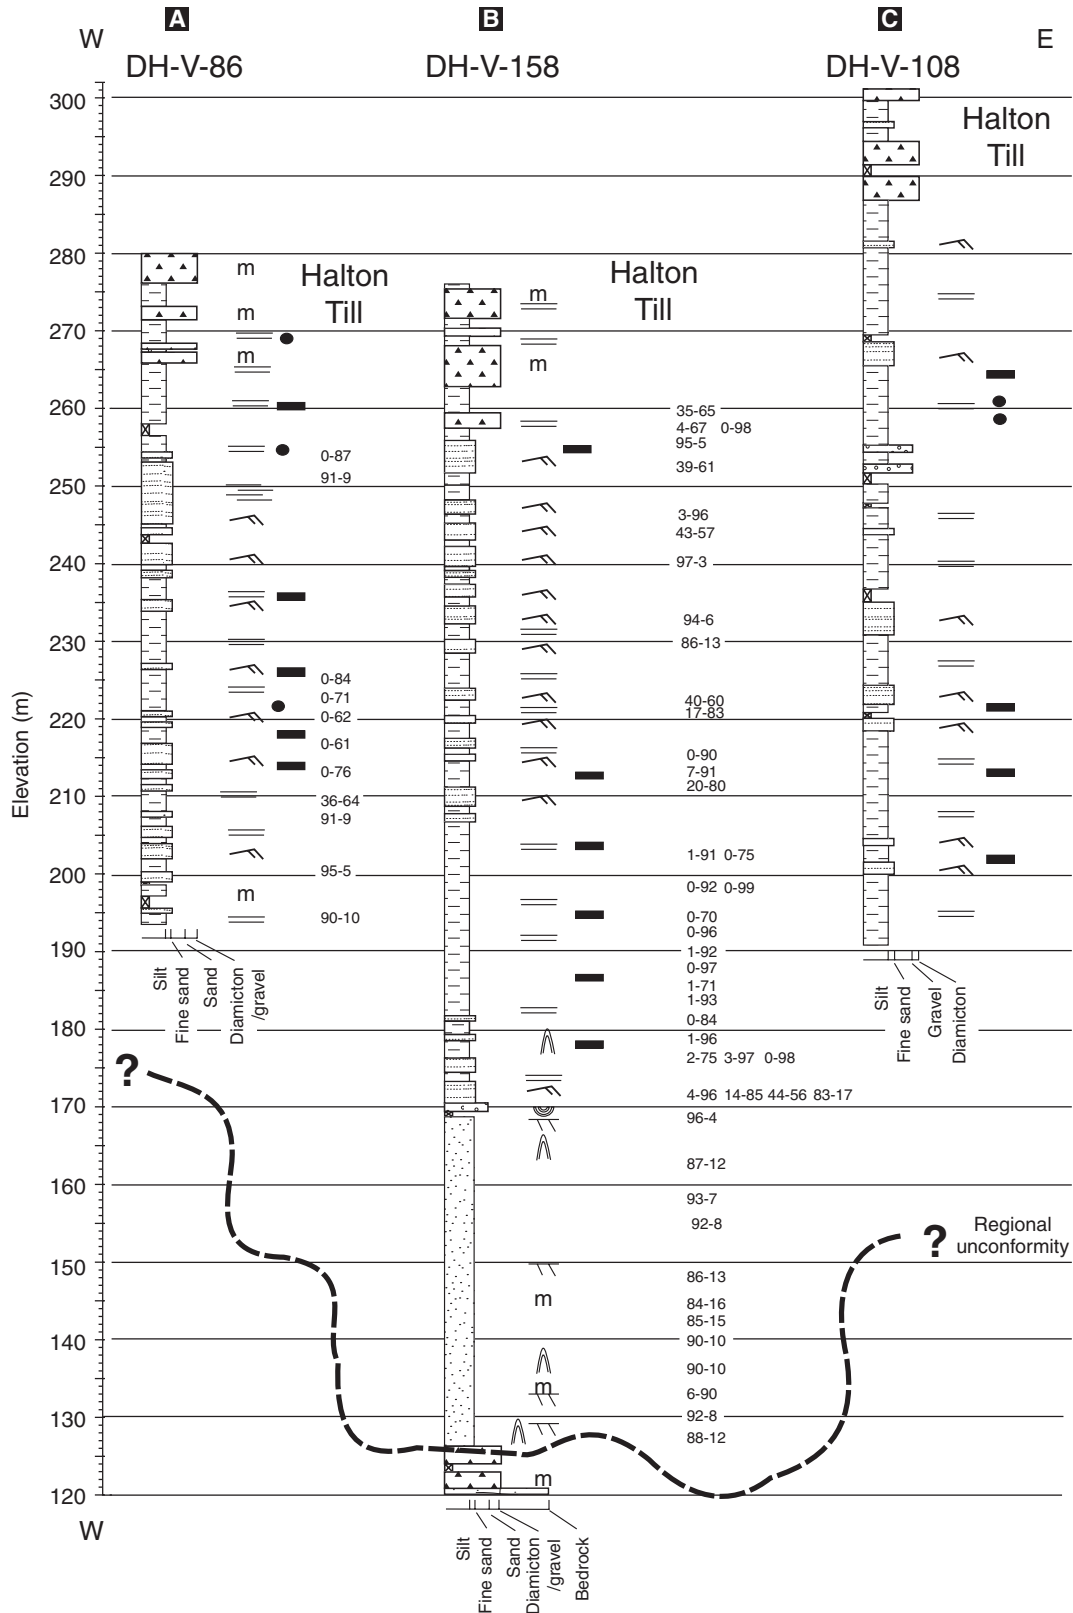 A
B
C
W
E
DH-V-86
DH-V-158
DH-V-108
Elevation (m)
300
290
280
270
260
250
240
230
220
210
200
190
180
170
160
150
140
130
120
W
m
m
m
m
Halton
Till
0-87
91-9
0-84
0-71
0-62
0-61
0-76
36-64
91-9
95-5
90-10
Silt
Fine sand
Sand
Diamicton
/gravel
?
m
m
m
m
m
Halton
Till
35-65
4-67 0-98
95-5
39-61
3-96
43-57
97-3
94-6
86-13
40-60
17-83
0-90
7-91
20-80
1-91 0-75
0-92 0-99
0-70
0-96
1-92
0-97
1-71
1-93
0-84
1-96
2-75 3-97 0-98
4-96 14-85 44-56 83-17
96-4
87-12
93-7
92-8
86-13
84-16
85-15
90-10
90-10
6-90
92-8
88-12
Silt
Fine sand
Sand
Diamicton
/gravel
Bedrock
Halton
Till
Silt
Fine sand
Gravel
Diamicton
?
Regional
unconformity